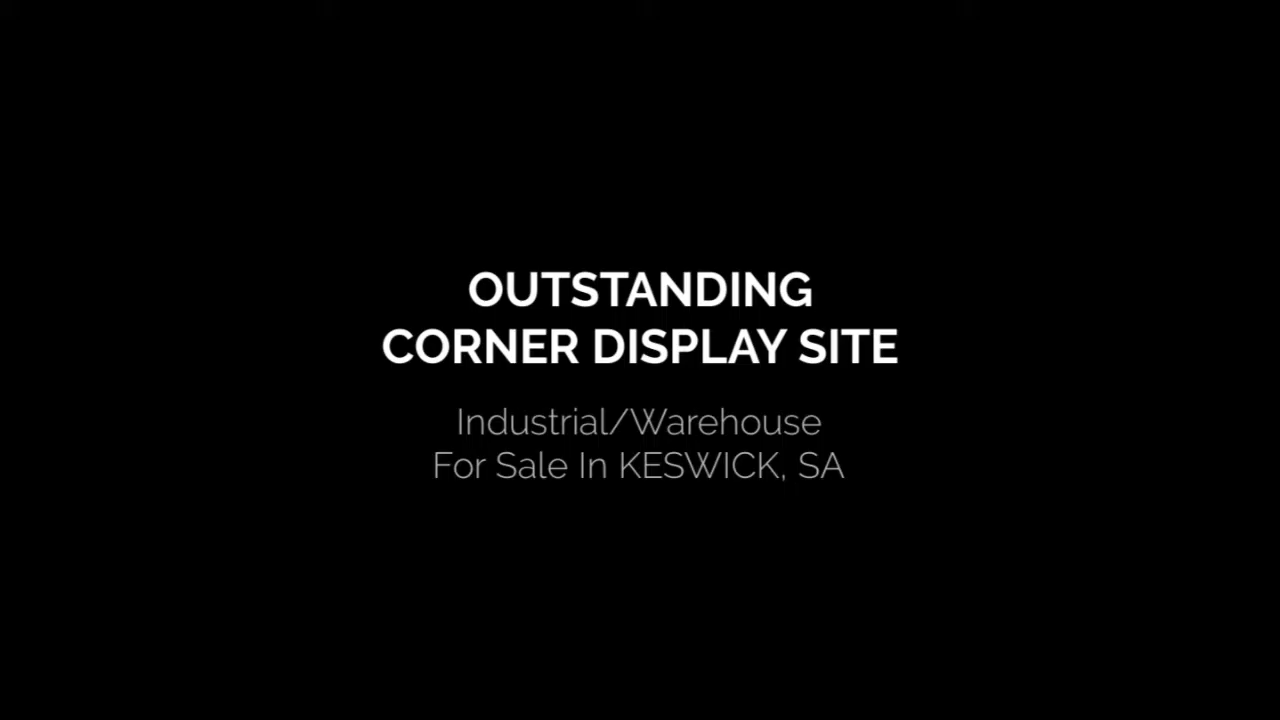 OUTSTANDING
CORNER DISPLAY SITE
Industrial/Warehouse
For Sale In KESWICK, SA